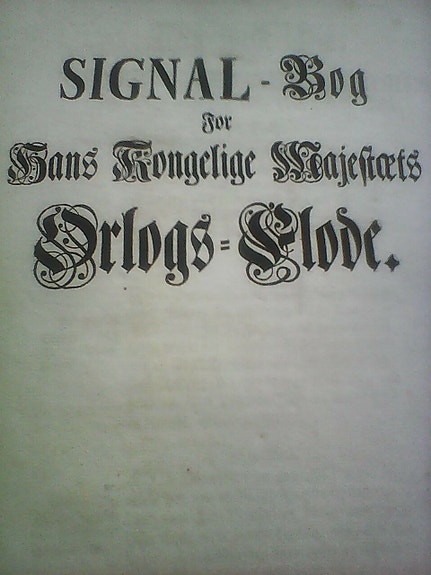 SIGNAL-Bog
For
Hans Kongelige Majestæts
Orlogs=Flode.